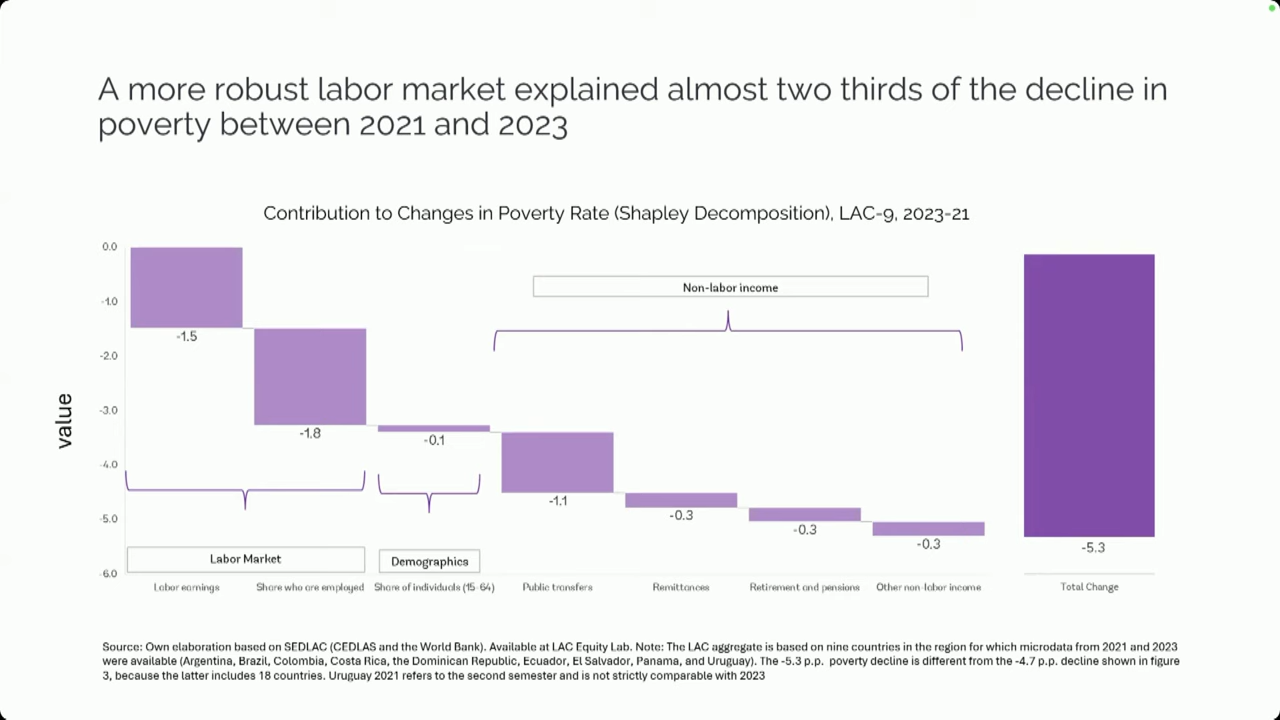 A more robust labor market explained almost two thirds of the decline in
poverty between 2021 and 2023
Contribution to Changes in Poverty Rate (Shapley Decomposition), LAC-9, 2023-21
value
0.0
-1.0
-2.0
-3.0
-4.0
-5.0
-6.0
-1.5
-1.8
-0.1
-1.1
-0.3
-0.3
-0.3
-5.3
Non-labor income
Labor Market
Demographics
Labor earnings
Share who are employed
Share of individuals (15-64)
Public transfers
Remittances
Retirement and pensions
Other non-labor income
Total Change
Source: Own elaboration based on SEDLAC (CEDLAS and the World Bank). Available at LAC Equity Lab. Note: The LAC aggregate is based on nine countries in the region for which microdata from 2021 and 2023
were available (Argentina, Brazil, Colombia, Costa Rica, the Dominican Republic, Ecuador, El Salvador, Panama, and Uruguay). The -5.3 p.p. poverty decline is different from the -4.7 p.p. decline shown in figure
3, because the latter includes 18 countries. Uruguay 2021 refers to the second semester and is not strictly comparable with 2023